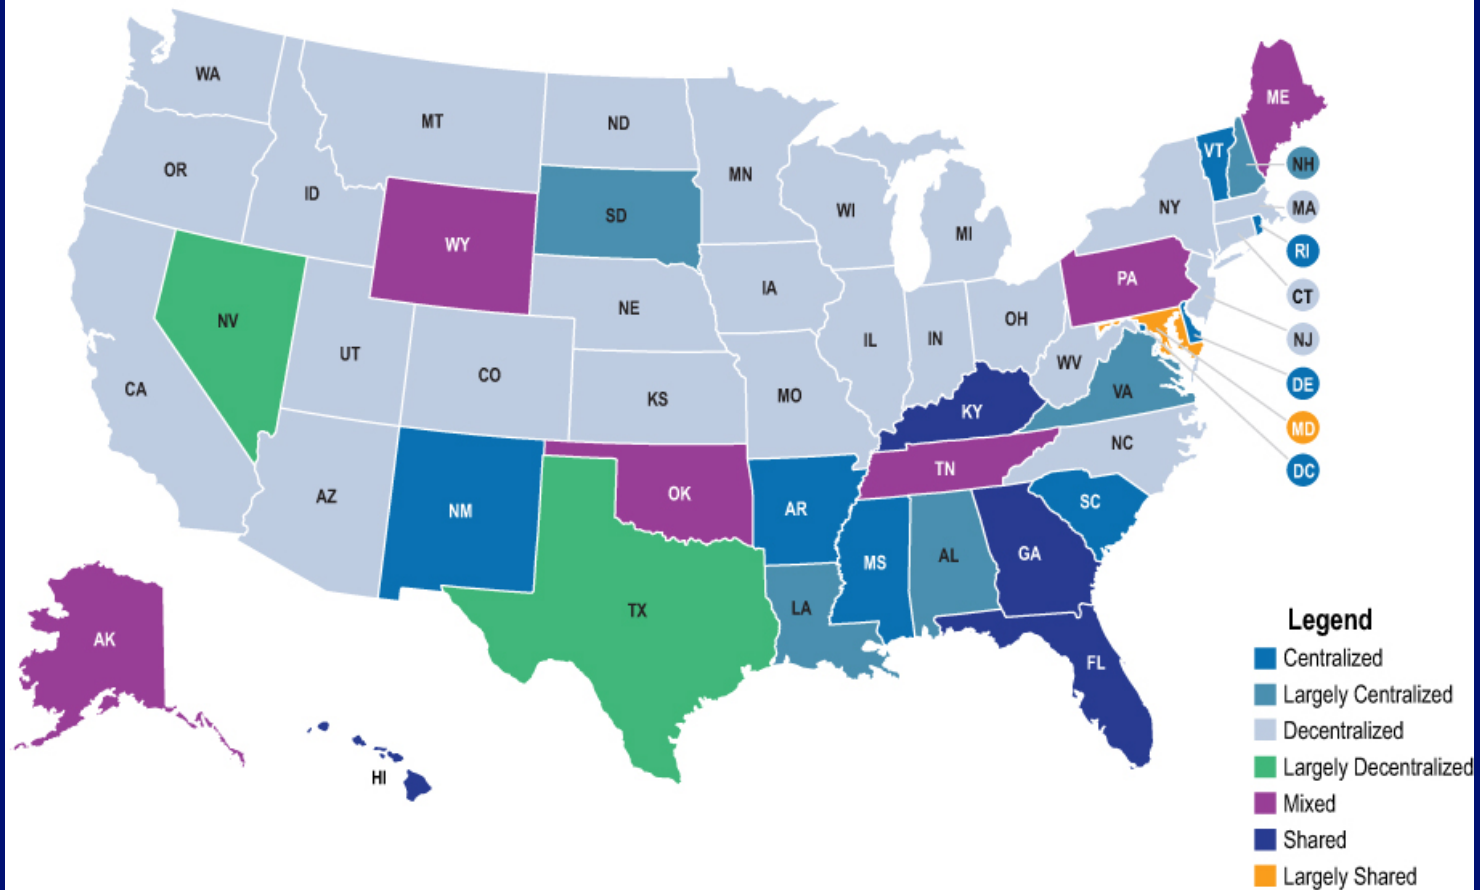 WA
MT
ND
MN
OR
ID
SD
WI
MI
NY
VT
ME
NH
MA
RI
CT
NJ
DE
MD
DC
WY
NE
IA
PA
NV
UT
CO
KS
MO
IL
IN
OH
WV
VA
KY
CA
AZ
NM
OK
AR
TN
NC
SC
TX
LA
MS
AL
GA
FL
AK
HI
Legend
Centralized
Largely Centralized
Decentralized
Largely Decentralized
Mixed
Shared
Largely Shared